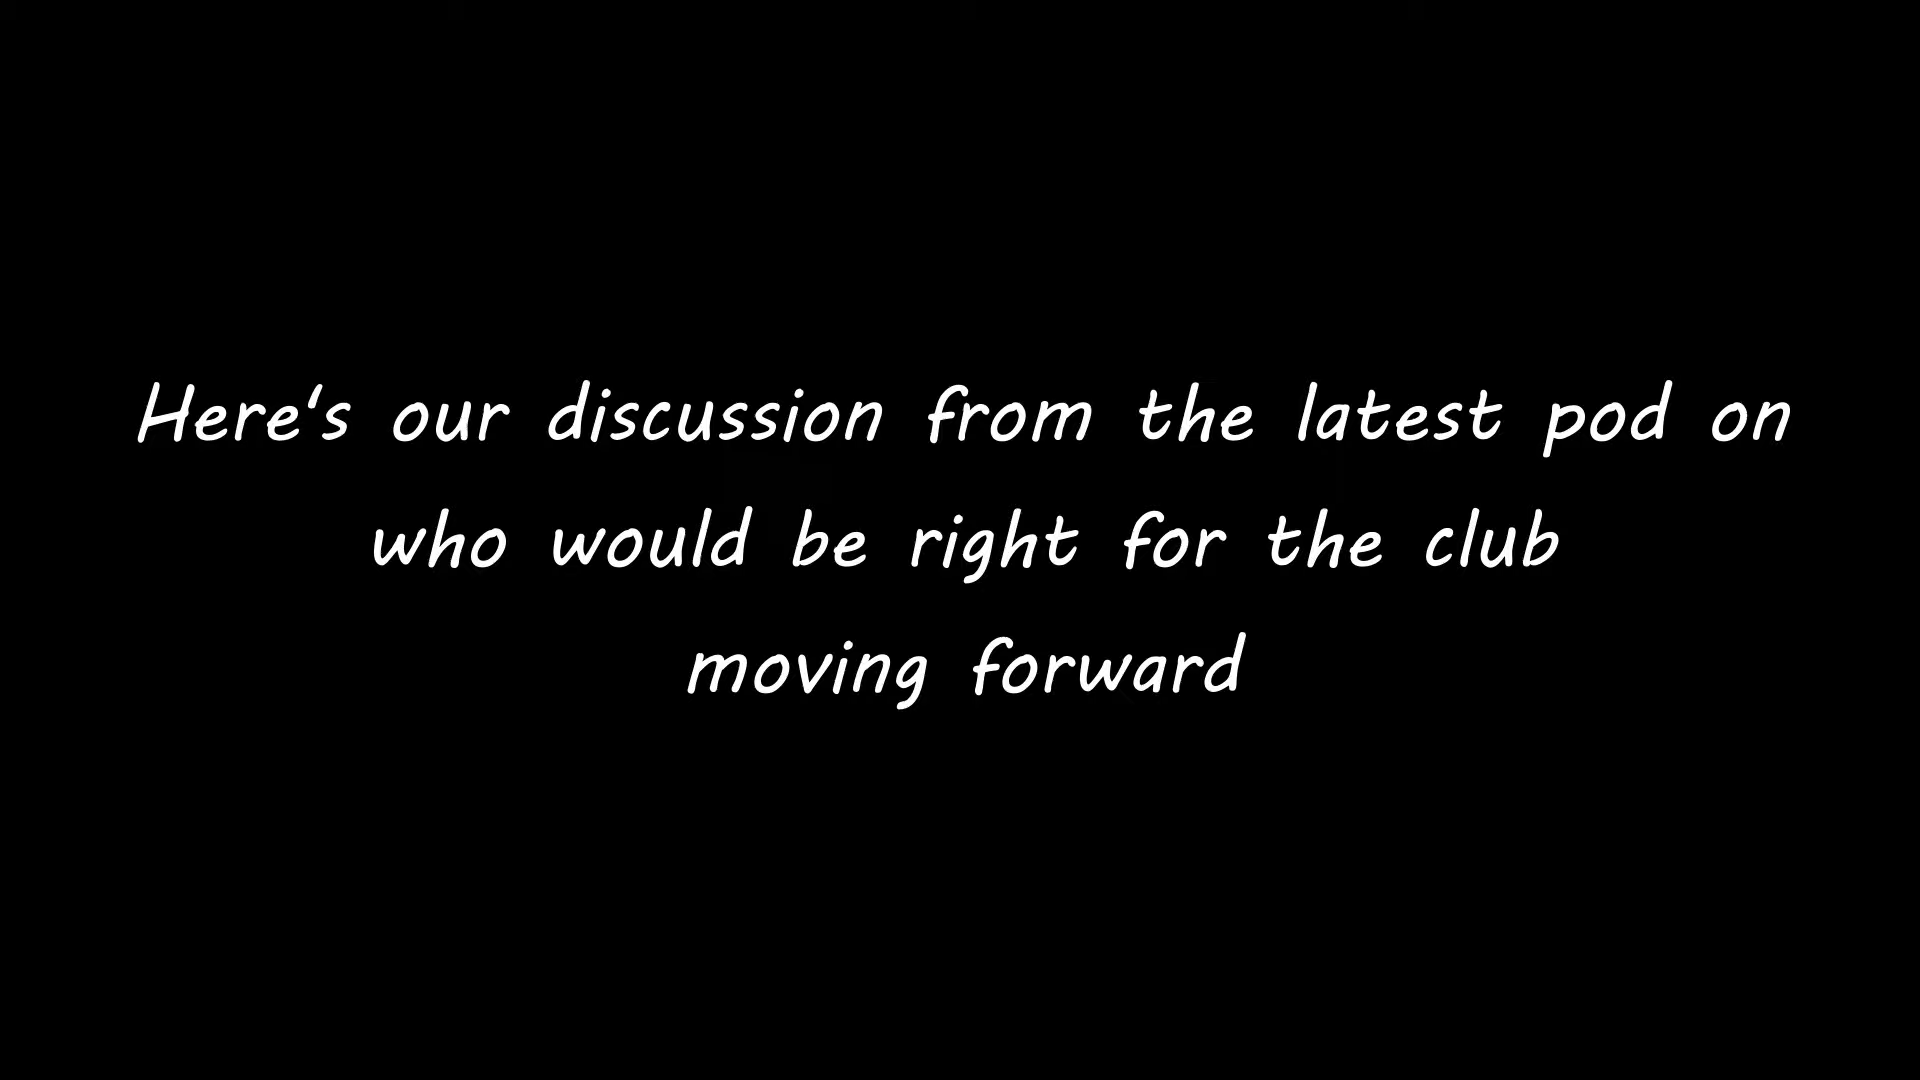 Here's our discussion from the latest pod on
who would be right for the club
moving forward